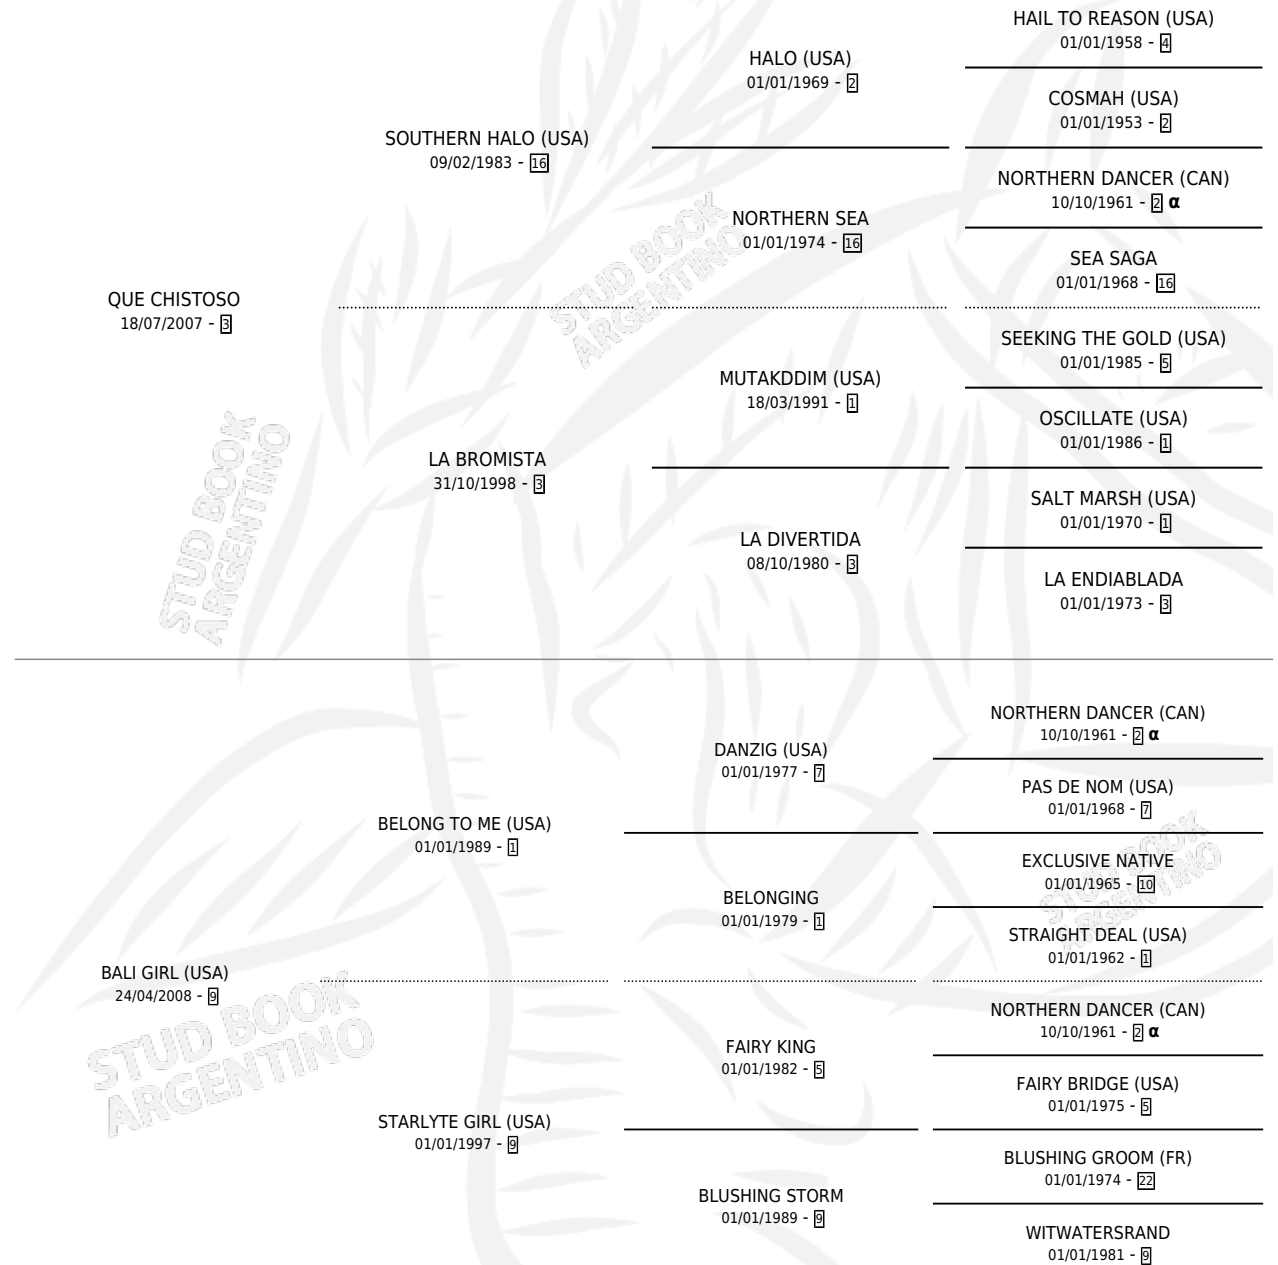 HAIL TO REASON (USA)
01/01/1958 - 4
HALO (USA)
01/01/1969 - 2
COSMAH (USA)
01/01/1953 - 2
SOUTHERN HALO (USA)
09/02/1983 - 16
NORTHERN DANCER (CAN)
10/10/1961 - 2 α
NORTHERN SEA
01/01/1974 - 16
SEA SAGA
01/01/1968 - 16
STUD BOOK
ARGENTINO
QUE CHISTOSO
18/07/2007 - 3
SEEKING THE GOLD (USA)
01/01/1985 - 5
MUTAKDDIM (USA)
18/03/1991 - 1
OSCILLATE (USA)
01/01/1986 - 1
LA BROMISTA
31/10/1998 - 3
SALT MARSH (USA)
01/01/1970 - 1
LA DIVERTIDA
08/10/1980 - 3
LA ENDIABLADA
01/01/1973 - 3
STUD BOOK
ARGENTINO
NORTHERN DANCER (CAN)
10/10/1961 - 2 α
DANZIG (USA)
01/01/1977 - 7
PAS DE NOM (USA)
01/01/1968 - 7
BELONG TO ME (USA)
01/01/1989 - 1
EXCLUSIVE NATIVE
01/01/1965 - 10
BELONGING
01/01/1979 - 1
STRAIGHT DEAL (USA)
01/01/1962 - 1
STUD BOOK
ARGENTINO
BALI GIRL (USA)
24/04/2008 - 9
NORTHERN DANCER (CAN)
10/10/1961 - 2 α
FAIRY KING
01/01/1982 - 5
FAIRY BRIDGE (USA)
01/01/1975 - 5
STUD BOOK
ARGENTINO
STARLYTE GIRL (USA)
01/01/1997 - 9
BLUSHING GROOM (FR)
01/01/1974 - 22
BLUSHING STORM
01/01/1989 - 9
WITWATERSRAND
01/01/1981 - 9